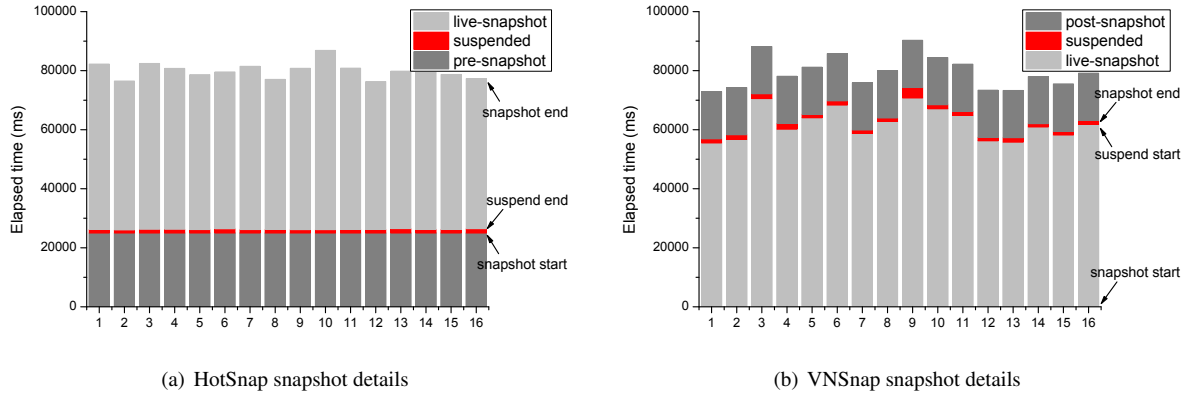 100000
80000
60000
40000
20000
0
Elapsed time (ms)
live-snapshot
suspended
pre-snapshot
snapshot end
suspend end
snapshot start
1 2 3 4 5 6 7 8 9 10 11 12 13 14 15 16
(a) HotSnap snapshot details
100000
80000
60000
40000
20000
0
Elapsed time (ms)
post-snapshot
suspended
live-snapshot
snapshot end
suspend start
snapshot start
1 2 3 4 5 6 7 8 9 10 11 12 13 14 15 16
(b) VNSnap snapshot details